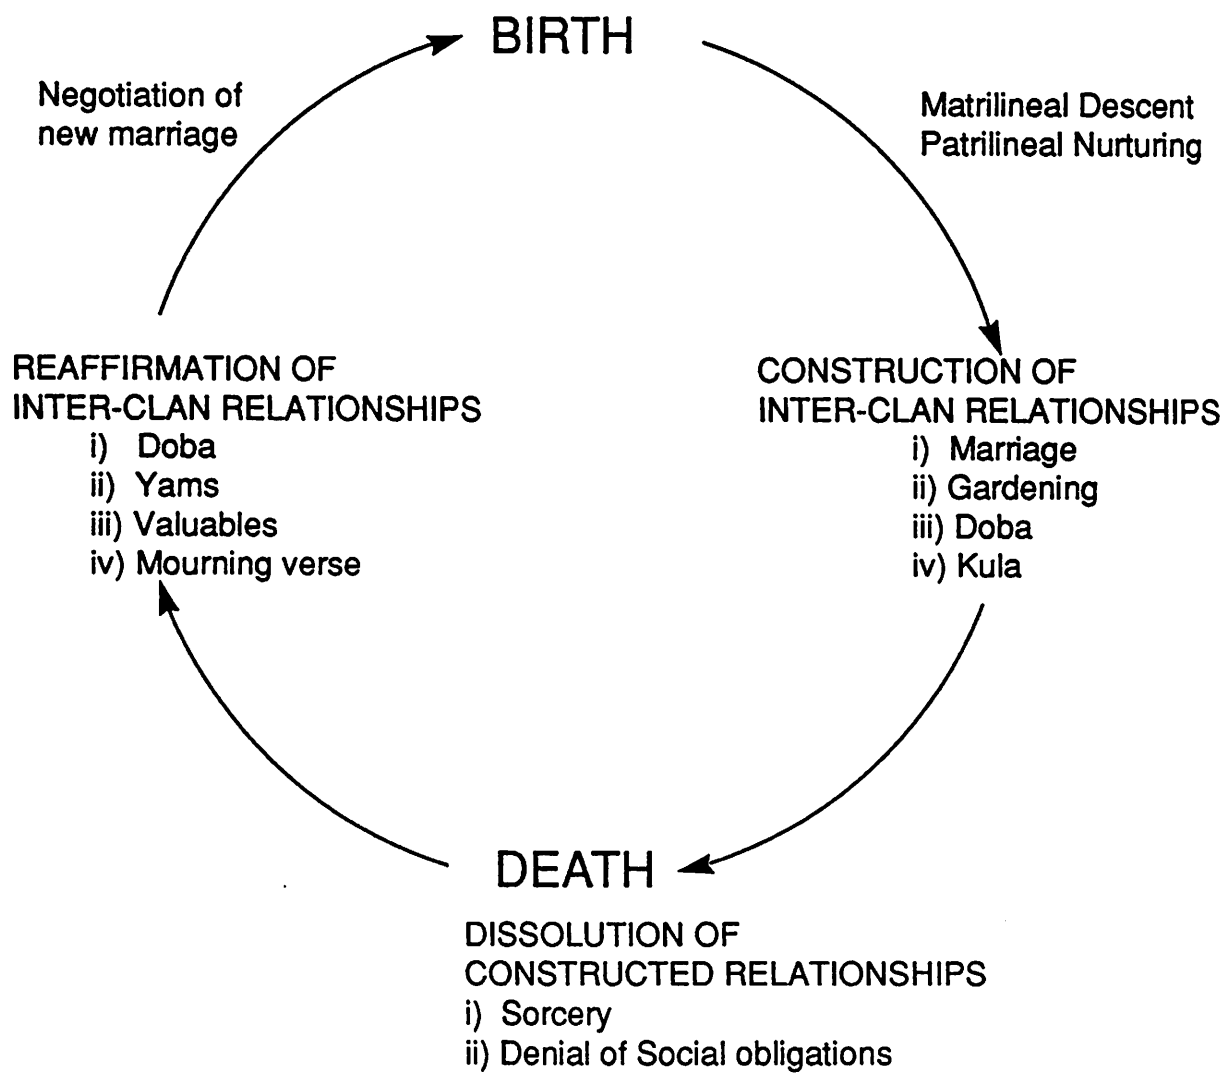 BIRTH
Negotiation of
new marriage
Matrilineal Descent
Patrilineal Nurturing
REAFFIRMATION OF
INTER-CLAN RELATIONSHIPS
i) Doba
ii) Yams
iii) Valuables
iv) Mourning verse
CONSTRUCTION OF
INTER-CLAN RELATIONSHIPS
i) Marriage
ii) Gardening
iii) Doba
iv) Kula
DEATH
DISSOLUTION OF
CONSTRUCTED RELATIONSHIPS
i) Sorcery
ii) Denial of Social obligations